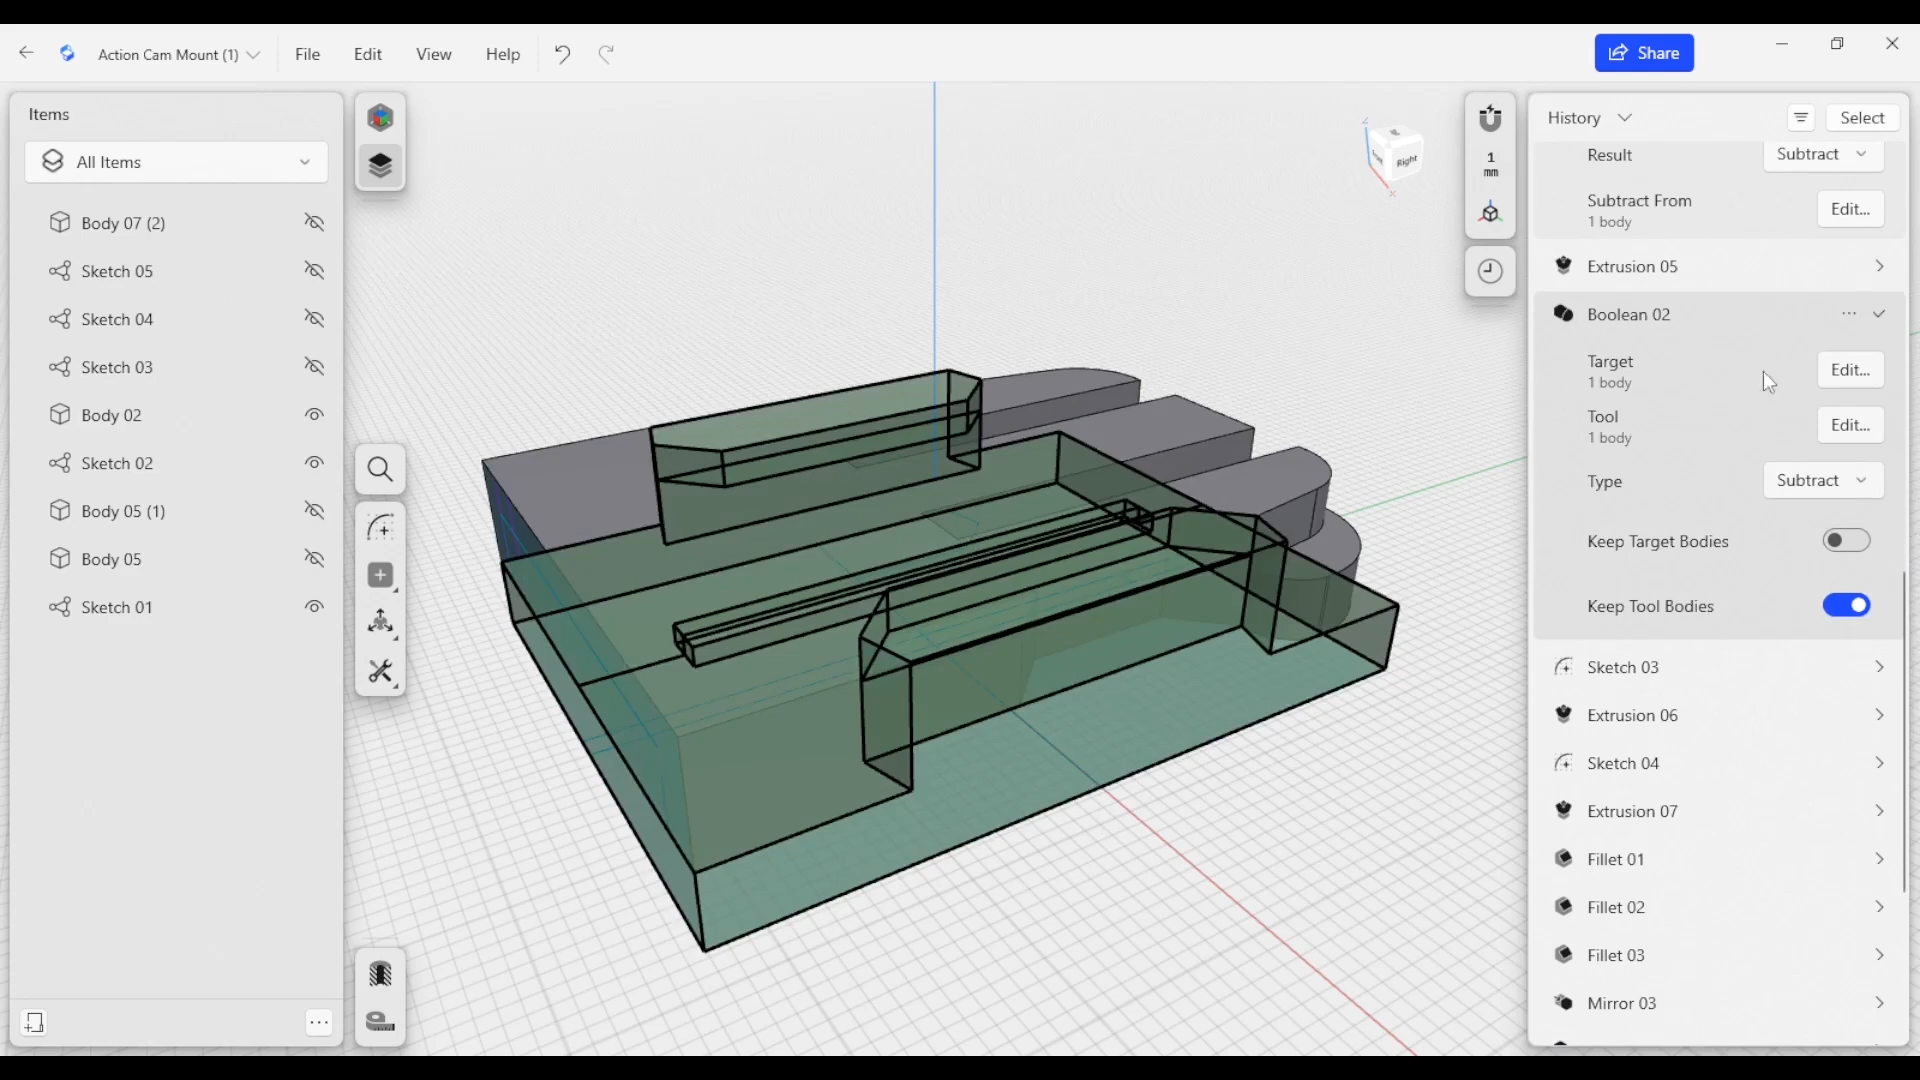 Action Cam Mount (1)
File
Edit
View
Help
Share
Items
All Items
Body 07 (2)
Sketch 05
Sketch 04
Sketch 03
Body 02
Sketch 02
Body 05 (1)
Body 05
Sketch 01
Right
Z
X
1
mm
History
Select
Result
Subtract
Subtract From
1 body
Edit...
Extrusion 05
Boolean 02
Target
1 body
Edit...
Tool
1 body
Edit...
Type
Subtract
Keep Target Bodies
Keep Tool Bodies
Sketch 03
Extrusion 06
Sketch 04
Extrusion 07
Fillet 01
Fillet 02
Fillet 03
Mirror 03